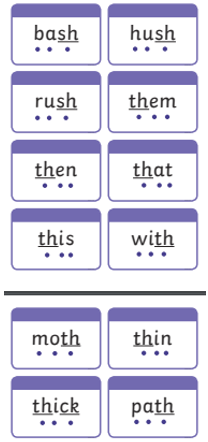 bash hush
rush them
then that
this with
moth thin
thick path